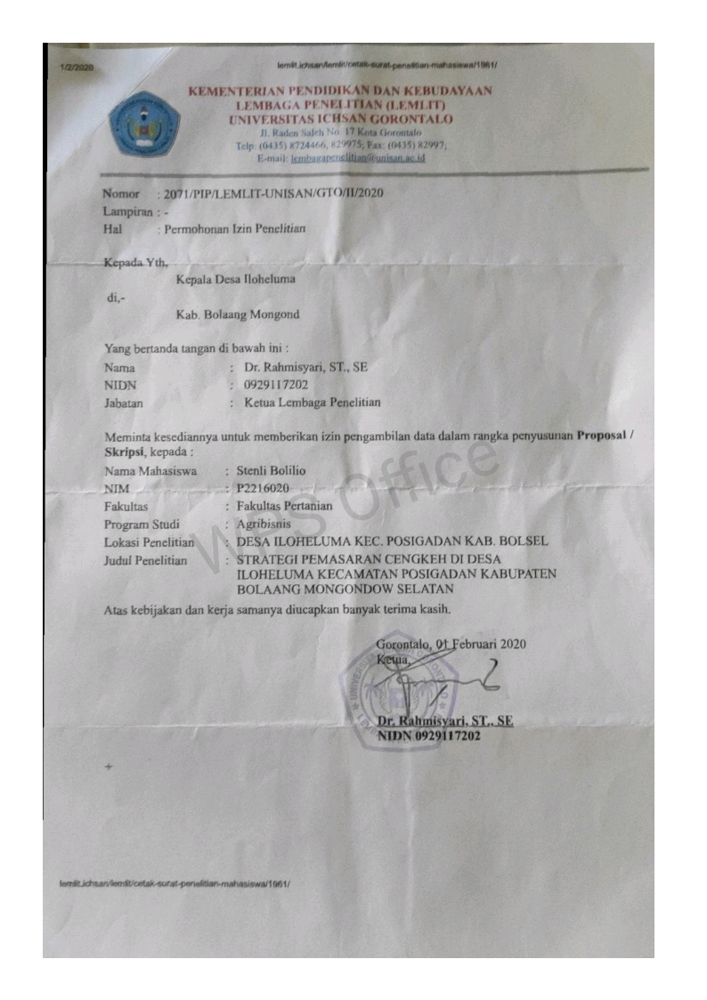 1/2/2020
lemlit.ichsan/lemlit/cetak-surat-penelitian-mahasiswa/1961/
KEMENTERIAN PENDIDIKAN DAN KEBUDAYAAN
LEMBAGA PENELITIAN (LEMLIT)
UNIVERSITAS ICHSAN GORONTALO
Jl. Raden Saleh No. 17 Kota Gorontalo
Telp: (0435) 8724466, 829975; Fax: (0435) 82997;
E-mail: lembagapenelitian@unisan.ac.id
Nomor : 2071/PIP/LEMLIT-UNISAN/GTO/II/2020
Lampiran : -
Hal : Permohonan Izin Penelitian
Kepada Yth,
Kepala Desa Iloheluma
di,-
Kab. Bolaang Mongond
Yang bertanda tangan di bawah ini :
Nama : Dr. Rahmisyari, ST., SE
NIDN : 0929117202
Jabatan : Ketua Lembaga Penelitian
Meminta kesediannya untuk memberikan izin pengambilan data dalam rangka penyusunan Proposal /
Skripsi, kepada :
Nama Mahasiswa : Stenli Bolilio
NIM : P2216020
Fakultas : Fakultas Pertanian
Program Studi : Agribisnis
Lokasi Penelitian : DESA ILOHELUMA KEC. POSIGADAN KAB. BOLSEL
Judul Penelitian : STRATEGI PEMASARAN CENGKEH DI DESA
ILOHELUMA KECAMATAN POSIGADAN KABUPATEN
BOLAANG MONGONDOW SELATAN
Atas kebijakan dan kerja samanya diucapkan banyak terima kasih.
Gorontalo, 01 Februari 2020
Ketua,
Dr. Rahmisyari, ST., SE
NIDN 0929117202
+
lemlit.ichsan/lemlit/cetak-surat-penelitian-mahasiswa/1961/
WPS Office